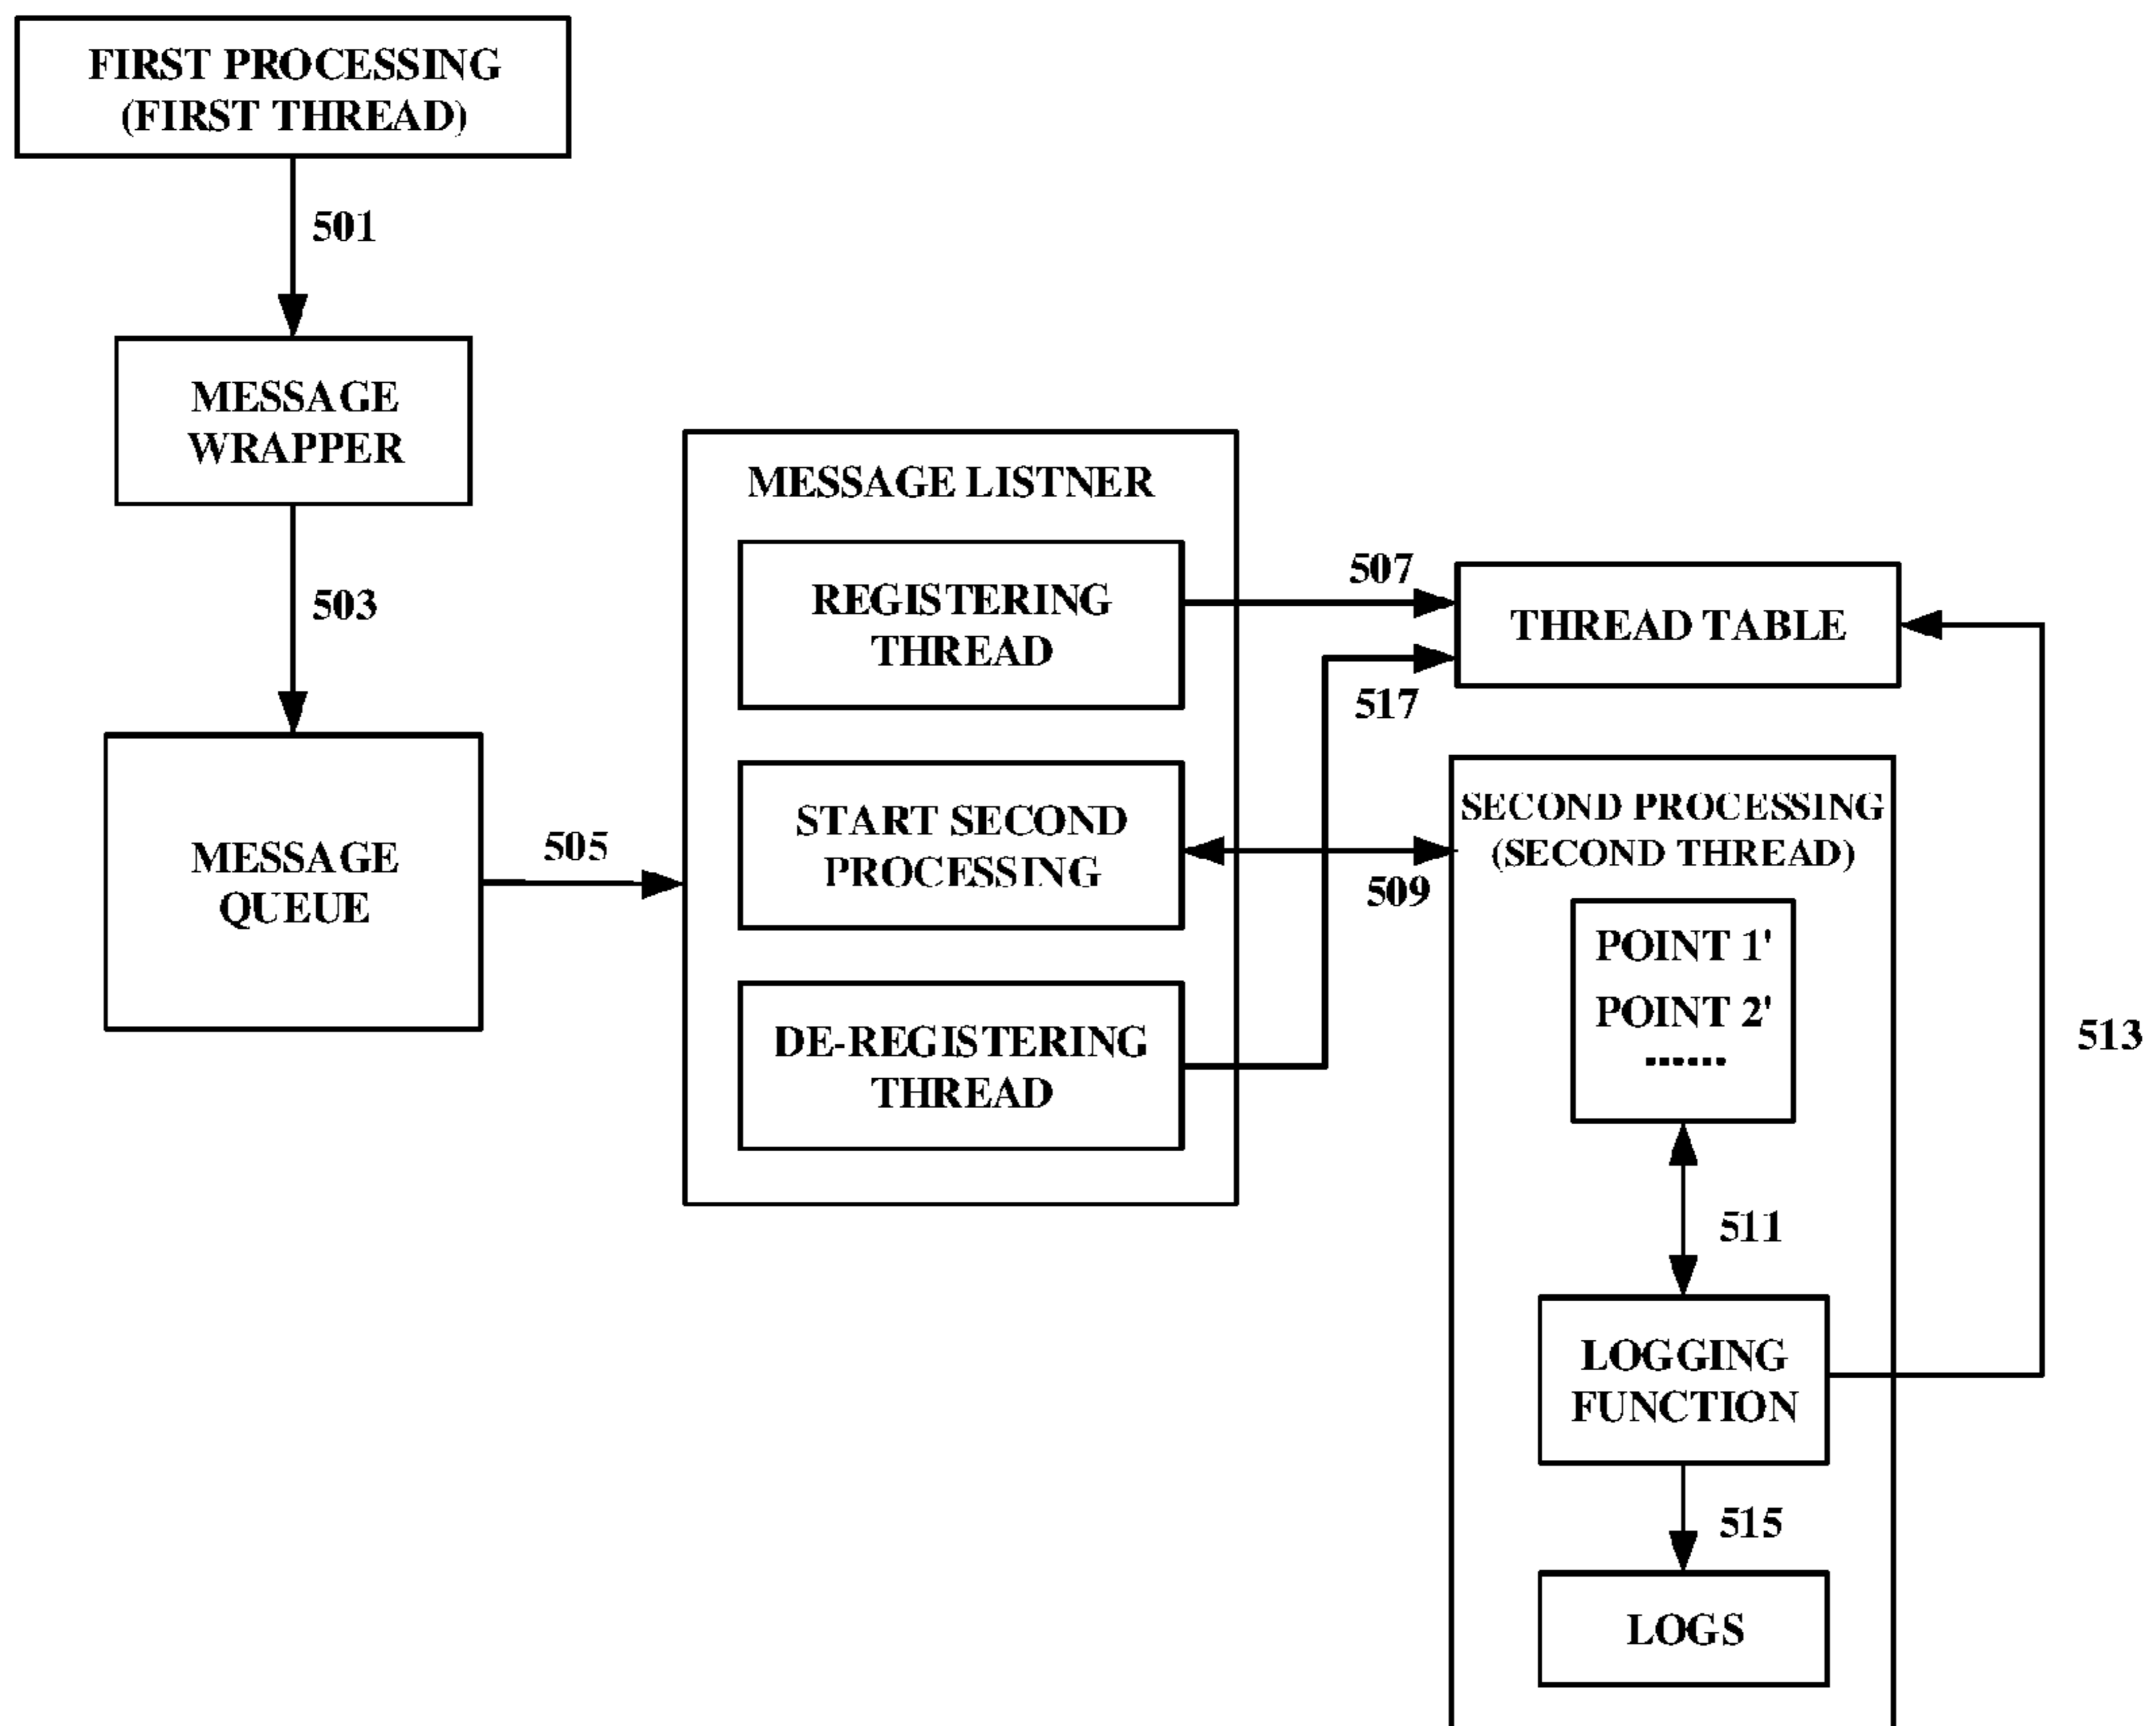 FIRST PROCESSING
(FIRST THREAD)
501
MESSAGE
WRAPPER
503
MESSAGE
QUEUE
505
MESSAGE LISTNER
REGISTERING
THREAD
START SECOND
PROCESSING
DE-REGISTERING
THREAD
507
517
509
THREAD TABLE
SECOND PROCESSING
(SECOND THREAD)
POINT 1'
POINT 2'
......
511
513
LOGGING
FUNCTION
515
LOGS